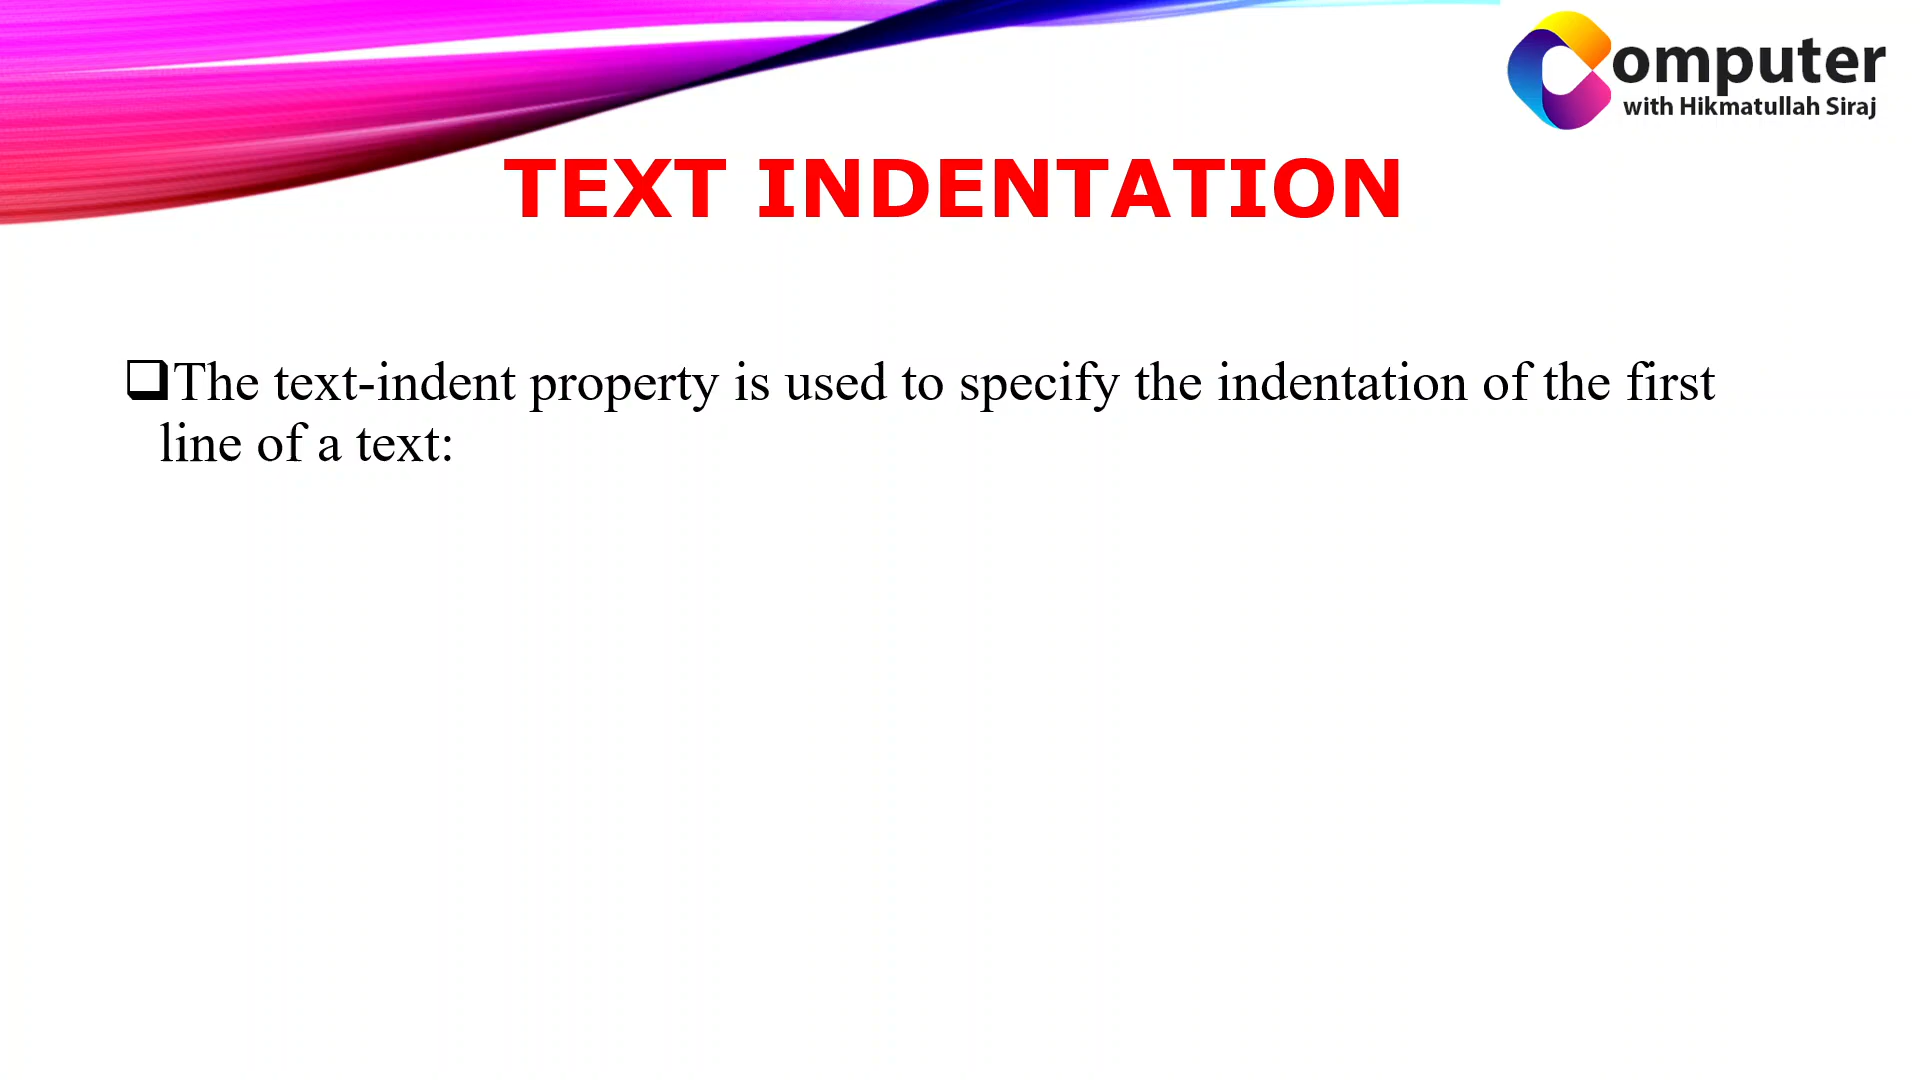 Computer
with Hikmatullah Siraj
TEXT INDENTATION
❑The text-indent property is used to specify the indentation of the first
line of a text: